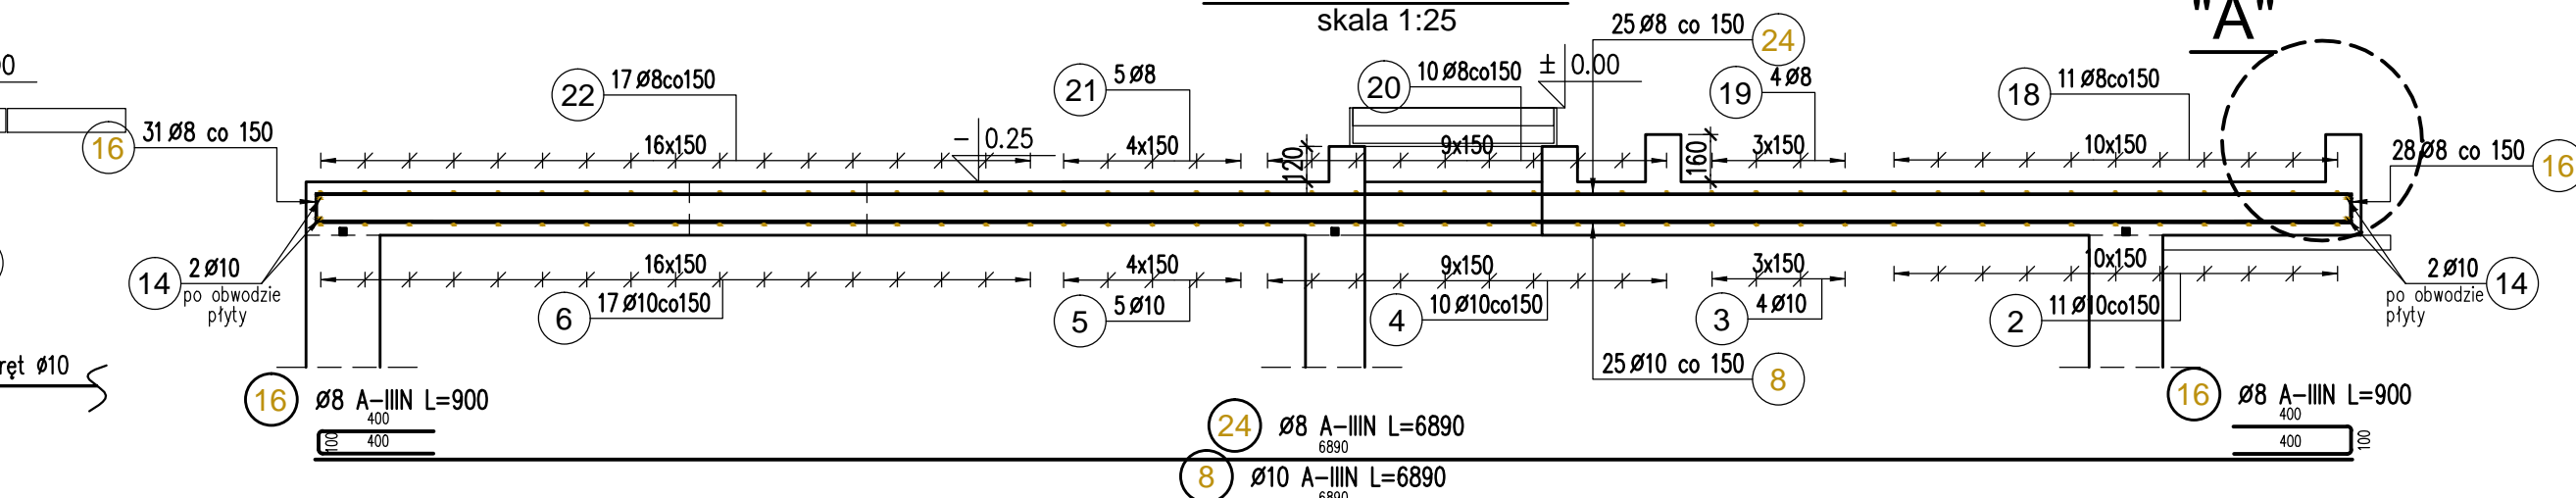 skala 1:25
"A"
25 Ø8 co 150
24
± 0.00
22
17 Ø8co150
21
5 Ø8
20
10 Ø8co150
19
4 Ø8
18
11 Ø8co150
16
31 Ø8 co 150
16x150
- 0.25
4x150
120
9x150
160
3x150
10x150
28 Ø8 co 150
16
14
2 Ø10
po obwodzie
płyty
16x150
4x150
9x150
3x150
10x150
2 Ø10
14
po obwodzie
płyty
6
17 Ø10co150
5
5 Ø10
4
10 Ø10co150
3
4 Ø10
2
11 Ø10co150
ręt Ø10
25 Ø10 co 150
8
16
Ø8 A-IIIN L=900
400
100
400
24
Ø8 A-IIIN L=6890
6890
8
Ø10 A-IIIN L=6890
6890
16
Ø8 A-IIIN L=900
400
400
100